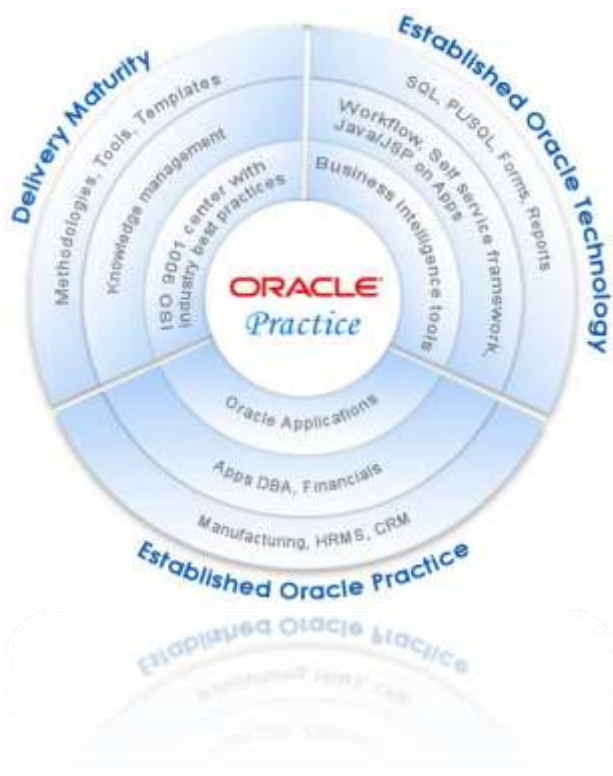 Delivery Maturity
Methodologies, Tools, Templates
Knowledge management
ISO 9001 center with
industry best practices
Established Oracle Technology
SQL, PL/SQL, Forms, Reports
Workflow, Self service framework,
Java/JSP on Apps
Business Intelligence tools
ORACLE
Practice
Oracle Applications
Apps DBA, Financials
Manufacturing, HRMS, CRM
Established Oracle Practice